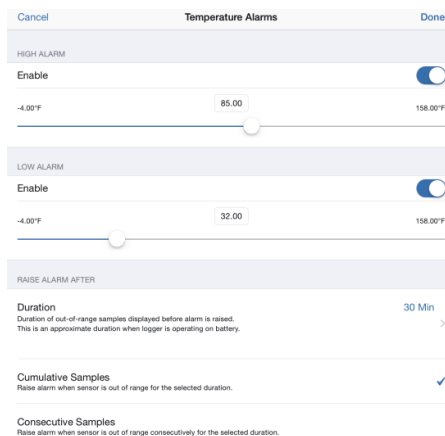 Cancel Temperature Alarms Done
HIGH ALARM
Enable
-4.00°F 85.00 158.00°F
LOW ALARM
Enable
-4.00°F 32.00 158.00°F
RAISE ALARM AFTER
Duration 30 Min
Duration of out-of-range samples displayed before alarm is raised.
This is an approximate duration when logger is operating on battery.
Cumulative Samples
Raise alarm when sensor is out of range for the selected duration.
Consecutive Samples
Raise alarm when sensor is out of range consecutively for the selected duration.